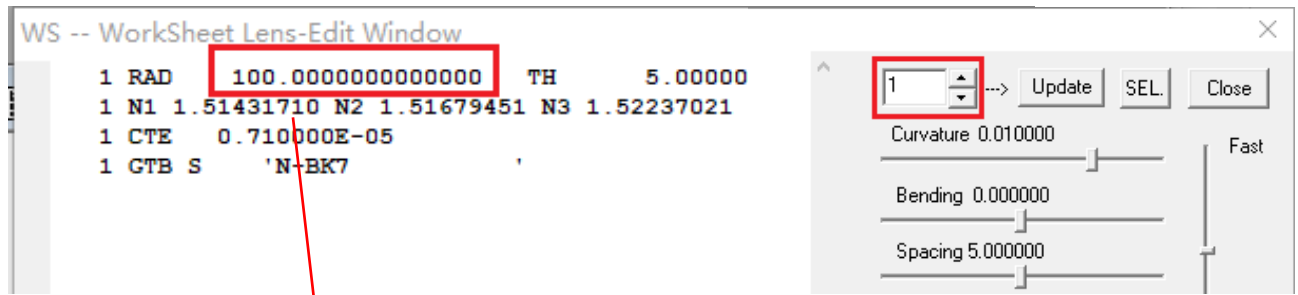 WS -- WorkSheet Lens-Edit Window
1 RAD 100.0000000000000 TH 5.00000
1 N1 1.51431710 N2 1.51679451 N3 1.52237021
1 CTE 0.710000E-05
1 GTB S 'N-BK7 '
1 ---> Update SEL. Close
Curvature 0.010000
Fast
Bending 0.000000
Spacing 5.000000